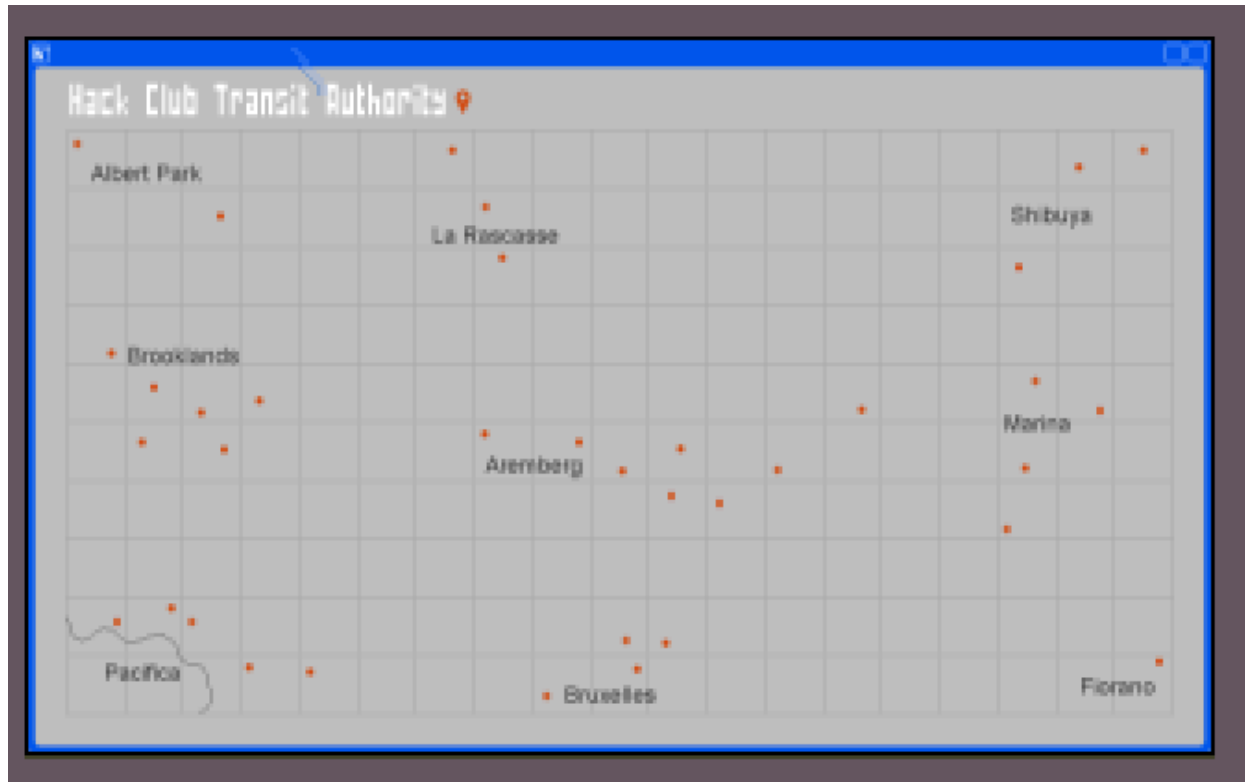 Hack Club Transit Authority
Albert Park
La Rascasse
Shibuya
Brooklands
Marina
Aremberg
Pacifica
Bruxelles
Fiorano